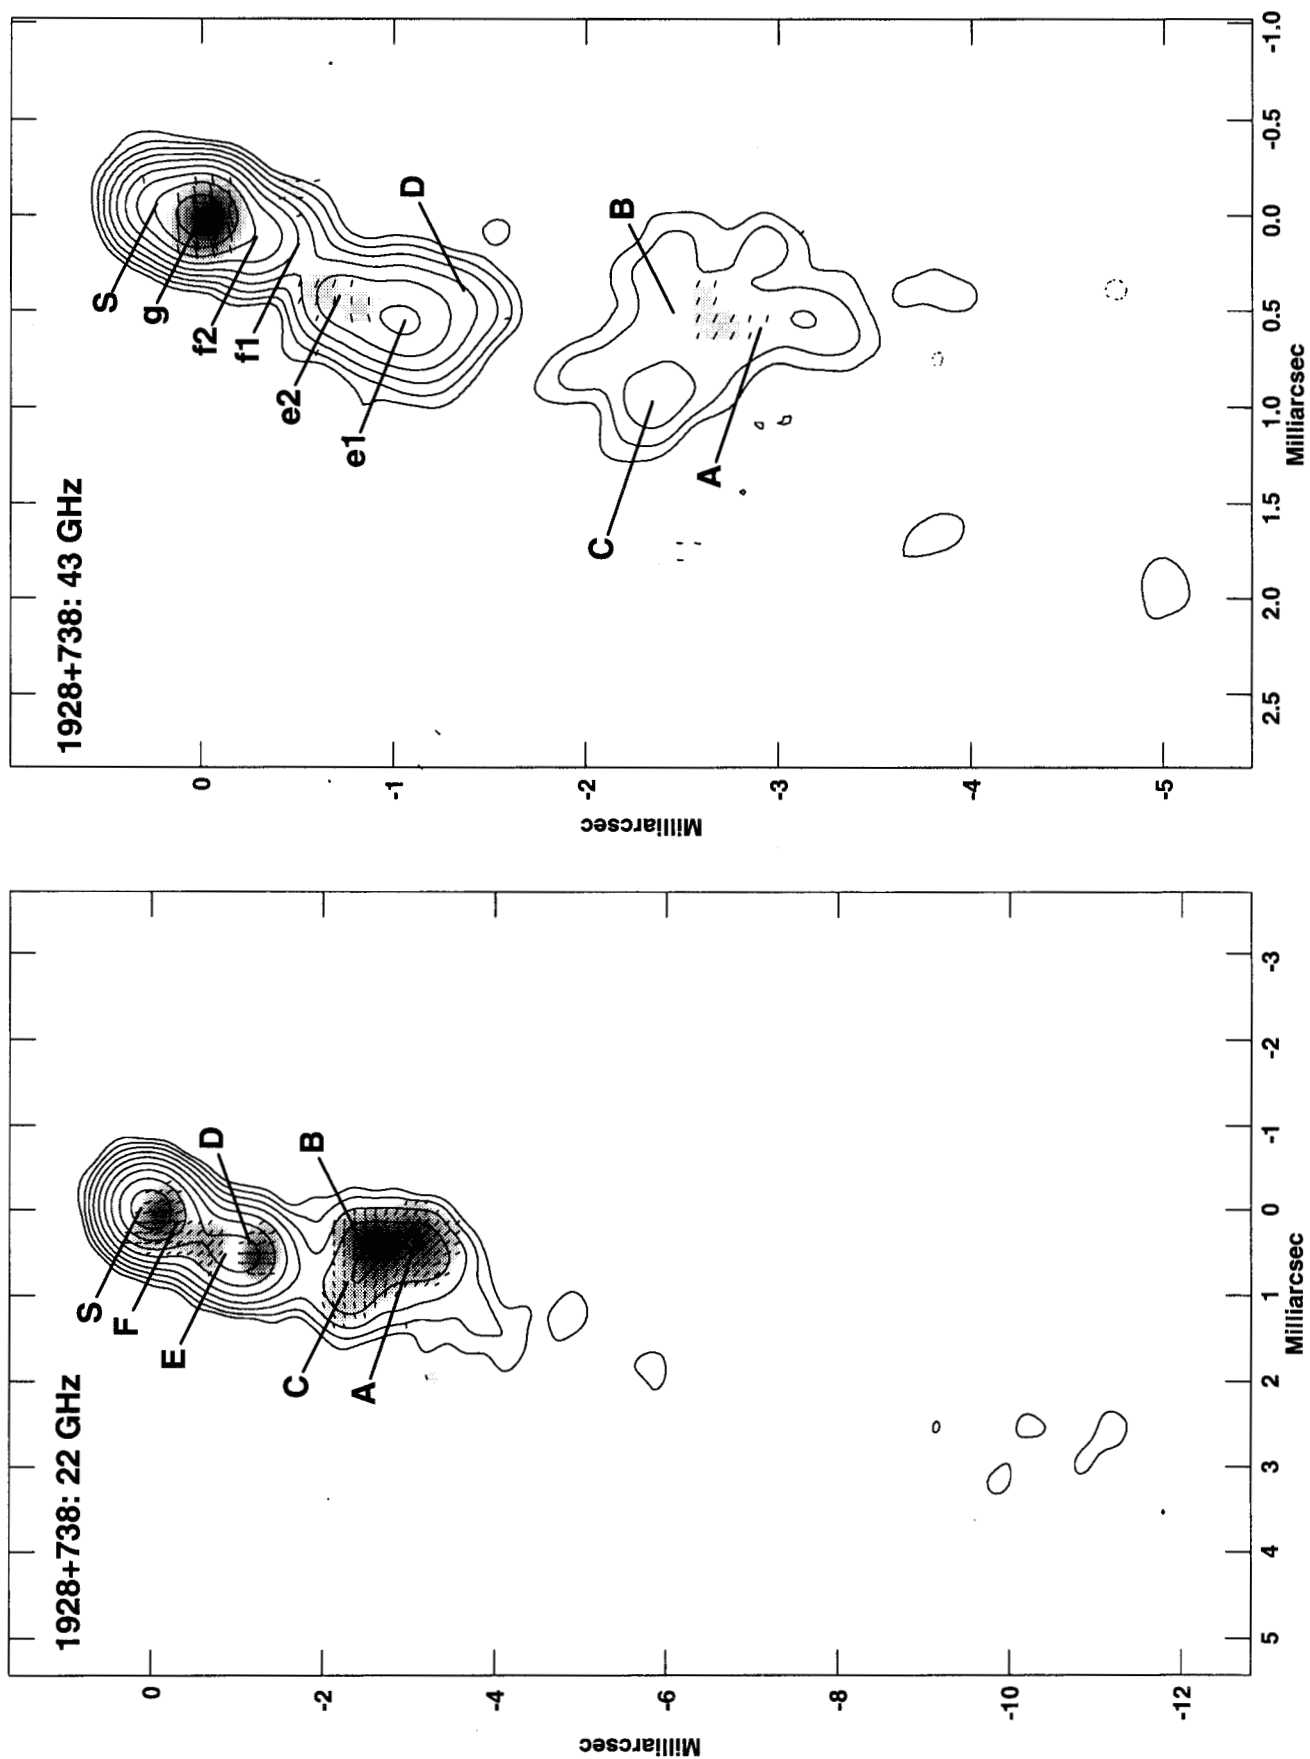 1928+738: 22 GHz
S
F
E
D
B
C
A
0
-2
-4
-6
-8
-10
-12
Milliarcsec
5
4
3
2
1
0
-1
-2
-3
Milliarcsec
1928+738: 43 GHz
S
g
f2
f1
e2
e1
D
B
C
A
0
-1
-2
-3
-4
-5
Milliarcsec
2.5
2.0
1.5
1.0
0.5
0.0
-0.5
-1.0
Milliarcsec